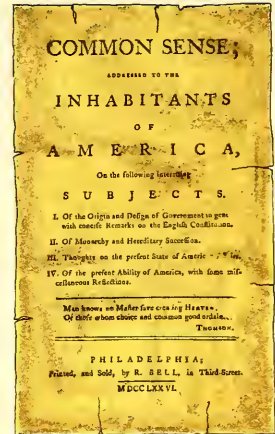 COMMON SENSE;
ADDRESSED TO THE
INHABITANTS
OF
AMERICA,
On the following interesting
SUBJECTS.
I. Of the Origin and Design of Government in
with concise Remarks on the English Constitution.
II. Of Monarchy and Hereditary Succession.
III. Thoughts on the present State of
IV. Of the present Ability of America, with some mis-
cellaneous Reflections.
Man knows no Master save creating HEAVEN,
Or those whom choice and common good ordain.
THOMSON.
PHILADELPHIA;
Printed, and Sold, by R. BELL, in Third-Street.
MDCCLXXVI.